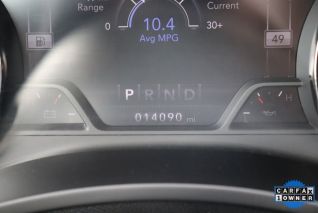 Range
10.4
Current
0
30+
Avg MPG
49
P R N D
H
014090 mi
CARFAX
1 OWNER